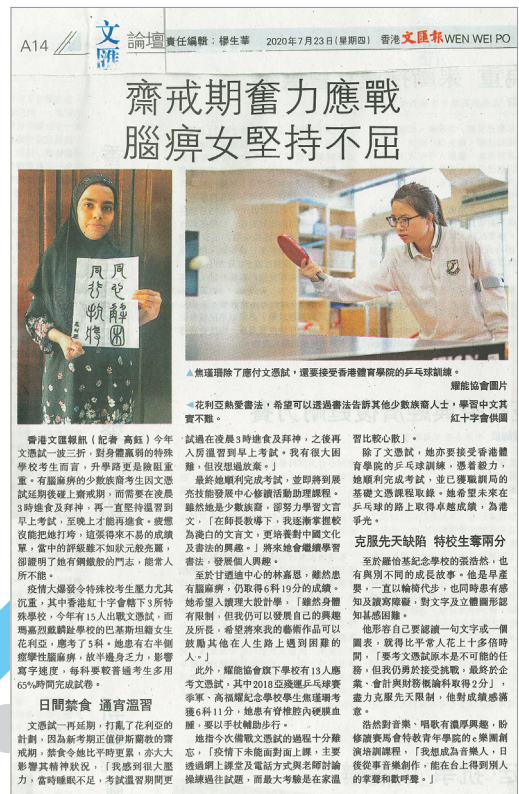 A14
文匯
論壇
責任編輯：樛生華
2020年7月23日(星期四)
香港文匯報WEN WEI PO
齋戒期奮力應戰
腦痹女堅持不屈
▲焦瑾珊除了應付文憑試，還要接受香港體育學院的乒乓球訓練。
耀能協會圖片
◀花利亞熱愛書法，希望可以透過書法告訴其他少數族裔人士，學習中文其
實不難。
紅十字會供圖
香港文匯報訊（記者 高鈺）今年
文憑試一波三折，對身體羸弱的特殊
學校考生而言，升學路更是險阻重
重。有腦麻痹的少數族裔考生因文憑
試延期後碰上齋戒期，而需要在凌晨
3時進食及拜神，再一直堅持溫習到
早上考試，至晚上才能再進食。疲憊
沒能把她打垮，這張得來不易的成績
單，當中的評級雖不如狀元般亮麗，
卻證明了她有鋼鐵般的鬥志，能常人
所不能。
疫情大爆發令特殊校考生壓力尤其
沉重，其中香港紅十字會轄下3所特
殊學校，今年有15人出戰文憑試，而
瑪嘉烈戴麟趾學校的巴基斯坦籍女生
花利亞，應考了5科。她患有右半側
痙攣性腦麻痹，故半邊身乏力，影響
寫字速度，每科要較普通考生多用
65%時間完成試卷。
日間禁食 通宵溫習
文憑試一再延期，打亂了花利亞的
計劃，因為新考期正值伊斯蘭教的齋
戒期，禁食令她比平時更累，亦大大
影響其精神狀況，「我感到很大壓
力，當時睡眠不足，考試溫習期間更
試過在凌晨3時進食及拜神，之後再
入房溫習到早上考試。我有很大困
難，但沒想過放棄。」
最終她順利完成考試，並即將到展
亮技能發展中心修讀活動助理課程。
雖然她是少數族裔，卻努力學習文言
文，「在師長教導下，我逐漸掌握較
為淺白的文言文，更培養對中國文化
及書法的興趣。」將來她會繼續學習
書法，發展個人興趣。
至於甘迺迪中心的林嘉恩，雖然患
有腦麻痹，仍取得6科19分的成績。
她希望入讀理大設計學，「雖然身體
有限制，但我仍可以發展自己的興趣
及所長，希望將來我的藝術作品可以
鼓勵其他在人生路上遇到困難的
人。」
此外，耀能協會旗下學校有13人應
考文憑試，其中2018亞殘運乒乓球賽
季軍、高福耀紀念學校學生焦瑾珊考
獲6科11分，她患有脊椎腔內硬膜血
腫，要以手杖輔助步行。
她指今次備戰文憑試的過程十分難
忘，「疫情下未能面對面上課，主要
透過網上課堂及電話方式與老師討論
操練過往試題，而最大考驗是在家溫
習比較心散」。
除了文憑試，她亦要接受香港體
育學院的乒乓球訓練，憑着毅力，
她順利完成考試，並已獲職訓局的
基礎文憑課程取錄。她希望未來在
乒乓球的路上取得卓越成績，為港
爭光。
克服先天缺陷 特校生奪兩分
至於羅怡基紀念學校的張浩然，也
有與別不同的成長故事。他是早產
嬰，一直以輪椅代步，也同時患有感
知及讀寫障礙，對文字及立體圖形認
知甚感困難。
他形容自己要認讀一句文字或一個
圖表，就得比平常人花上十多倍時
間，「要考文憑試原本是不可能的任
務，但我仍勇於接受挑戰，最終於企
業、會計與財務概論科取得2分」，
盡力克服先天限制，他對成績感滿
意。
浩然對音樂、唱歌有濃厚興趣，盼
修讀賽馬會特教青年學院的e樂團創
演培訓課程，「我想成為音樂人，日
後從事音樂創作，能在台上得到別人
的掌聲和歡呼聲。」